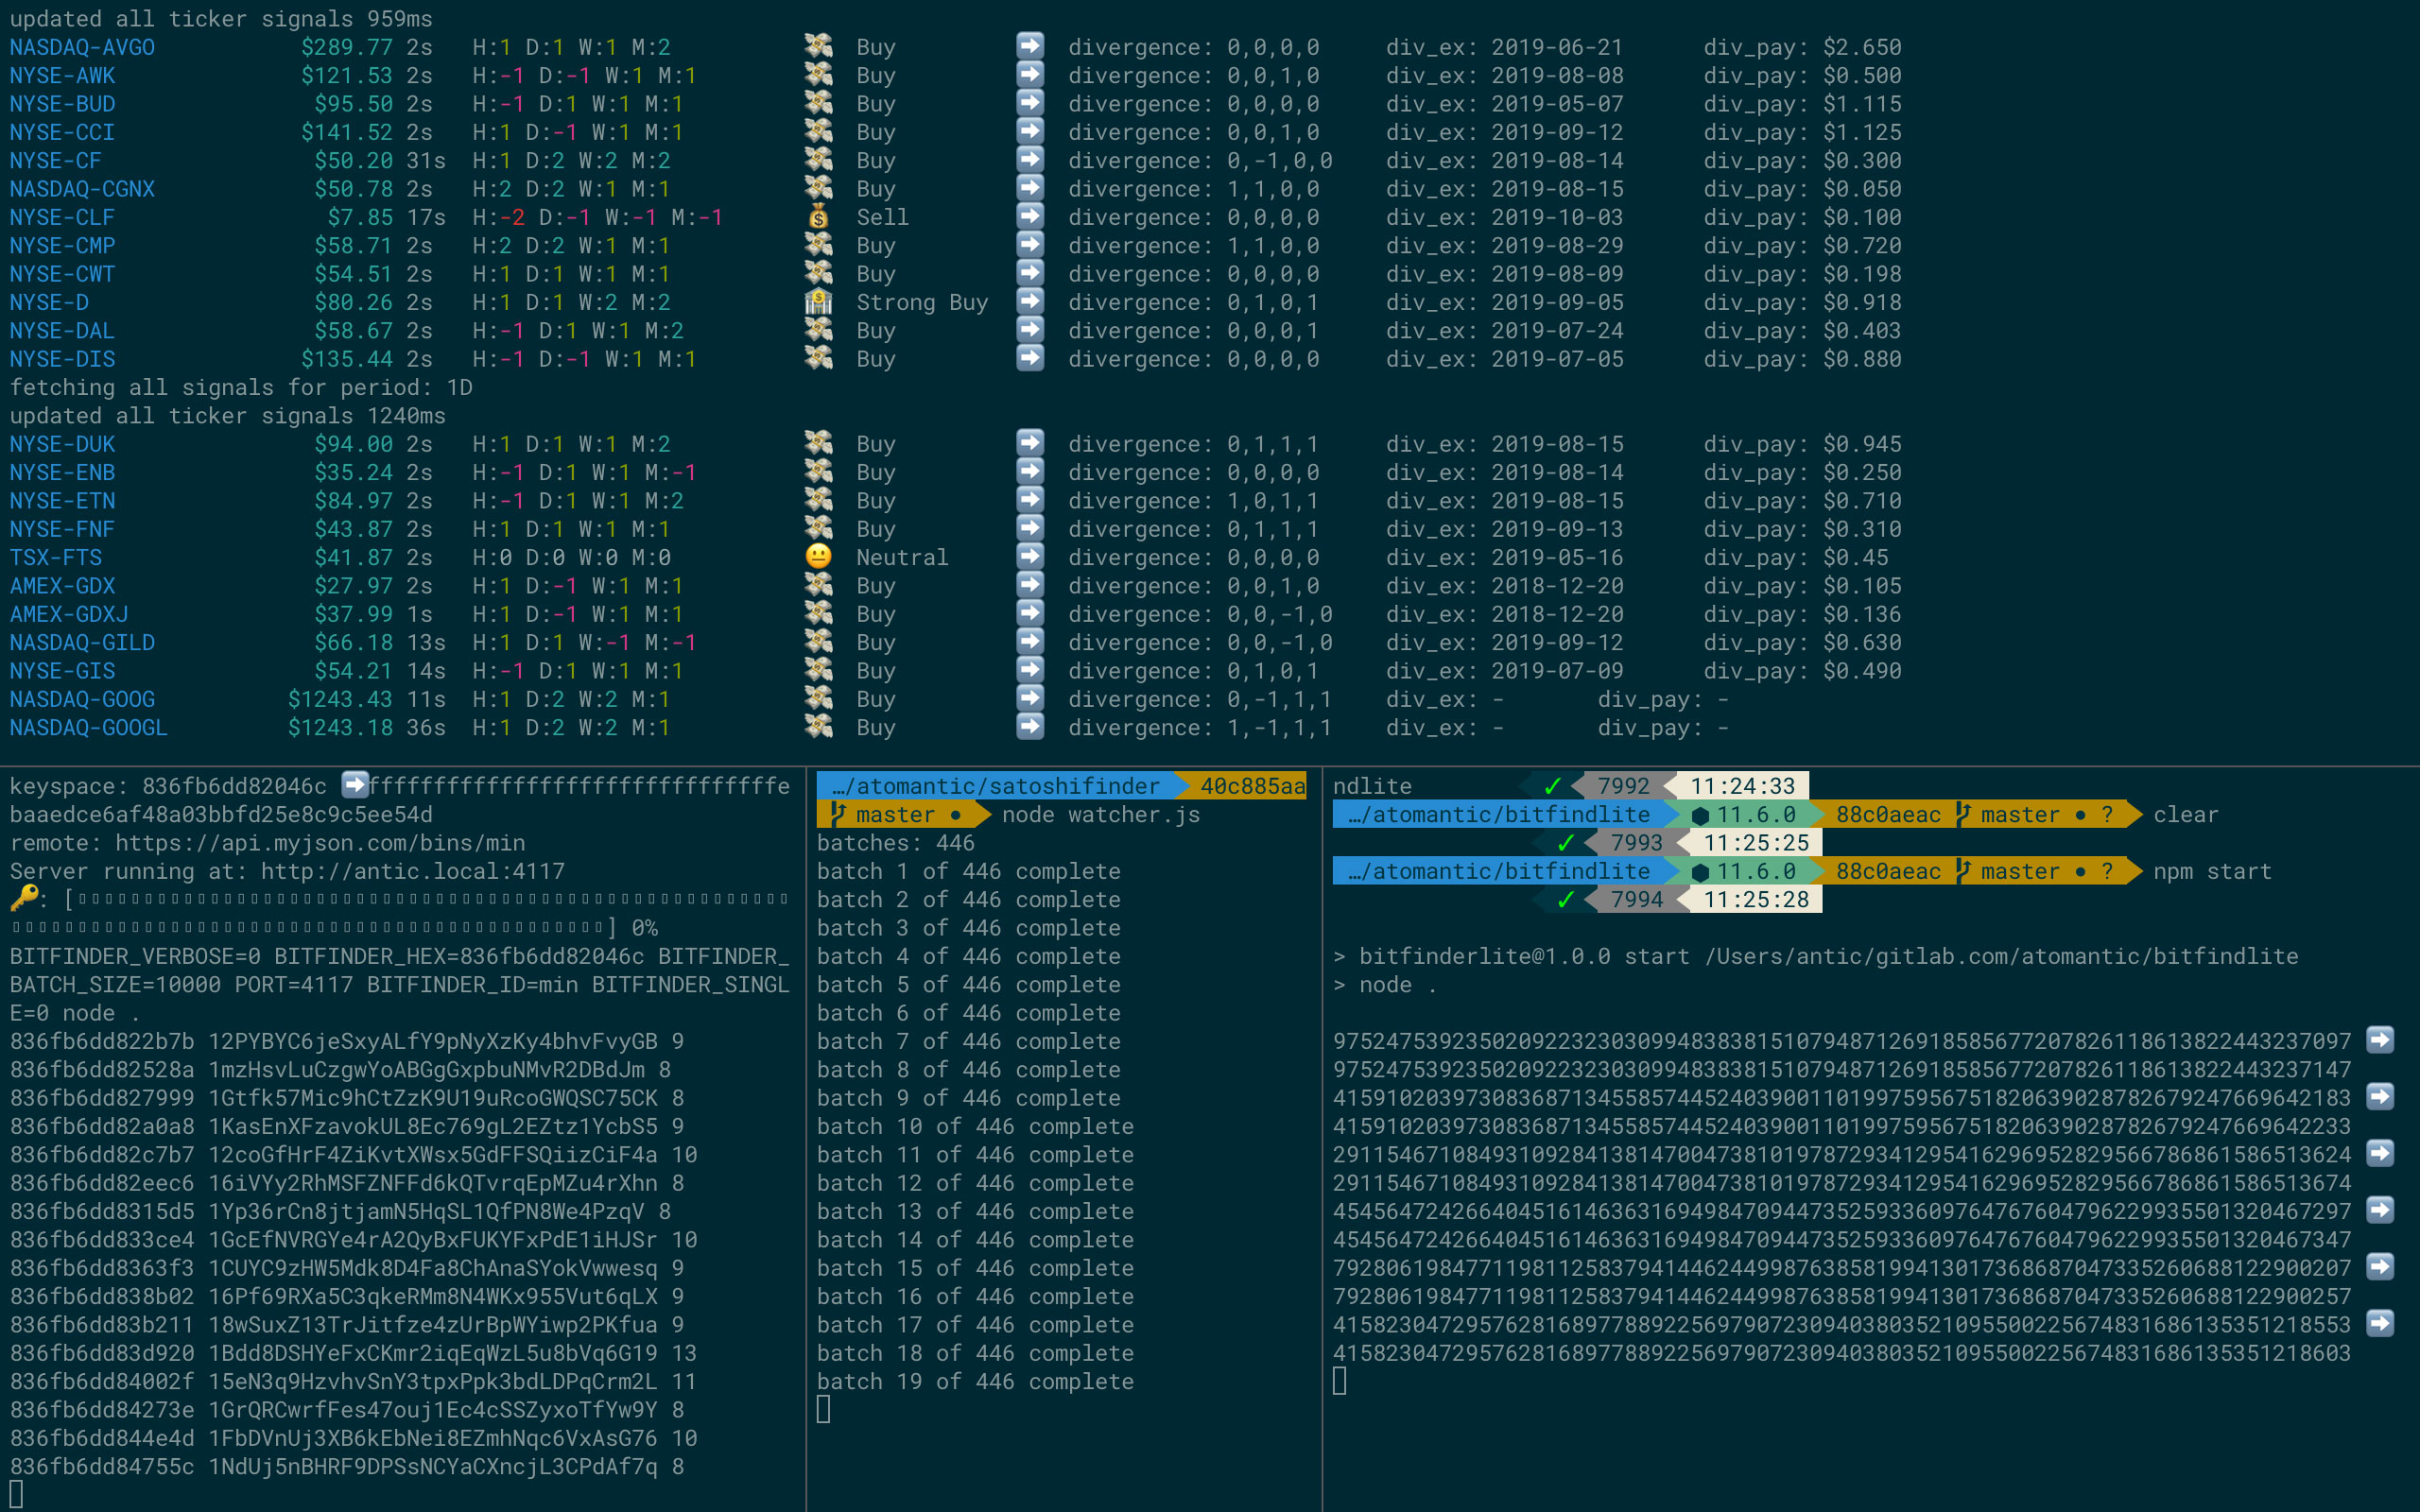 updated all ticker signals 959ms
NASDAQ-AVGO $289.77 2s H:1 D:1 W:1 M:2 💸 Buy ➡️ divergence: 0,0,0,0 div_ex: 2019-06-21 div_pay: $2.650
NYSE-AWK $121.53 2s H:-1 D:-1 W:1 M:1 💸 Buy ➡️ divergence: 0,0,1,0 div_ex: 2019-08-08 div_pay: $0.500
NYSE-BUD $95.50 2s H:-1 D:1 W:1 M:1 💸 Buy ➡️ divergence: 0,0,0,0 div_ex: 2019-05-07 div_pay: $1.115
NYSE-CCI $141.52 2s H:1 D:-1 W:1 M:1 💸 Buy ➡️ divergence: 0,0,1,0 div_ex: 2019-09-12 div_pay: $1.125
NYSE-CF $50.20 31s H:1 D:2 W:2 M:2 💸 Buy ➡️ divergence: 0,-1,0,0 div_ex: 2019-08-14 div_pay: $0.300
NASDAQ-CGNX $50.78 2s H:2 D:2 W:1 M:1 💸 Buy ➡️ divergence: 1,1,0,0 div_ex: 2019-08-15 div_pay: $0.050
NYSE-CLF $7.85 17s H:-2 D:-1 W:-1 M:-1 💰 Sell ➡️ divergence: 0,0,0,0 div_ex: 2019-10-03 div_pay: $0.100
NYSE-CMP $58.71 2s H:2 D:2 W:1 M:1 💸 Buy ➡️ divergence: 1,1,0,0 div_ex: 2019-08-29 div_pay: $0.720
NYSE-CWT $54.51 2s H:1 D:1 W:1 M:1 💸 Buy ➡️ divergence: 0,0,0,0 div_ex: 2019-08-09 div_pay: $0.198
NYSE-D $80.26 2s H:1 D:1 W:2 M:2 🏦 Strong Buy ➡️ divergence: 0,1,0,1 div_ex: 2019-09-05 div_pay: $0.918
NYSE-DAL $58.67 2s H:-1 D:1 W:1 M:2 💸 Buy ➡️ divergence: 0,0,0,1 div_ex: 2019-07-24 div_pay: $0.403
NYSE-DIS $135.44 2s H:-1 D:-1 W:1 M:1 💸 Buy ➡️ divergence: 0,0,0,0 div_ex: 2019-07-05 div_pay: $0.880
fetching all signals for period: 1D
updated all ticker signals 1240ms
NYSE-DUK $94.00 2s H:1 D:1 W:1 M:2 💸 Buy ➡️ divergence: 0,1,1,1 div_ex: 2019-08-15 div_pay: $0.945
NYSE-ENB $35.24 2s H:-1 D:1 W:1 M:-1 💸 Buy ➡️ divergence: 0,0,0,0 div_ex: 2019-08-14 div_pay: $0.250
NYSE-ETN $84.97 2s H:-1 D:1 W:1 M:2 💸 Buy ➡️ divergence: 1,0,1,1 div_ex: 2019-08-15 div_pay: $0.710
NYSE-FNF $43.87 2s H:1 D:1 W:1 M:1 💸 Buy ➡️ divergence: 0,1,1,1 div_ex: 2019-09-13 div_pay: $0.310
TSX-FTS $41.87 2s H:0 D:0 W:0 M:0 😐 Neutral ➡️ divergence: 0,0,0,0 div_ex: 2019-05-16 div_pay: $0.45
AMEX-GDX $27.97 2s H:1 D:-1 W:1 M:1 💸 Buy ➡️ divergence: 0,0,1,0 div_ex: 2018-12-20 div_pay: $0.105
AMEX-GDXJ $37.99 1s H:1 D:-1 W:1 M:1 💸 Buy ➡️ divergence: 0,0,-1,0 div_ex: 2018-12-20 div_pay: $0.136
NASDAQ-GILD $66.18 13s H:1 D:1 W:-1 M:-1 💸 Buy ➡️ divergence: 0,0,-1,0 div_ex: 2019-09-12 div_pay: $0.630
NYSE-GIS $54.21 14s H:-1 D:1 W:1 M:1 💸 Buy ➡️ divergence: 0,1,0,1 div_ex: 2019-07-09 div_pay: $0.490
NASDAQ-GOOG $1243.43 11s H:1 D:2 W:2 M:1 💸 Buy ➡️ divergence: 0,-1,1,1 div_ex: - div_pay: -
NASDAQ-GOOGL $1243.18 36s H:1 D:2 W:2 M:1 💸 Buy ➡️ divergence: 1,-1,1,1 div_ex: - div_pay: -
keyspace: 836fb6dd82046c ➡️fffffffffffffffffffffffffffffffe
baaedce6af48a03bbfd25e8c9c5ee54d
remote: https://api.myjson.com/bins/min
Server running at: http://antic.local:4117
🔑: [
] 0%
BITFINDER_VERBOSE=0 BITFINDER_HEX=836fb6dd82046c BITFINDER_
BATCH_SIZE=10000 PORT=4117 BITFINDER_ID=min BITFINDER_SINGL
E=0 node .
836fb6dd822b7b 12PYBYC6jeSxyALfY9pNyXzKy4bhvFvyGB 9
836fb6dd82528a 1mzHsvLuCzgwYoABGgGxpbuNMvR2DBdJm 8
836fb6dd827999 1Gtfk57Mic9hCtZzK9U19uRcoGWQSC75CK 8
836fb6dd82a0a8 1KasEnXFzavokUL8Ec769gL2EZtz1YcbS5 9
836fb6dd82c7b7 12coGfHrF4ZiKvtXWsx5GdFFSQiizCiF4a 10
836fb6dd82eec6 16iVYy2RhMSFZNFFd6kQTvrqEpMZu4rXhn 8
836fb6dd8315d5 1Yp36rCn8jtjamN5HqSL1QfPN8We4PzqV 8
836fb6dd833ce4 1GcEfNVRGYe4rA2QyBxFUKYFxPdE1iHJSr 10
836fb6dd8363f3 1CUYC9zHW5Mdk8D4Fa8ChAnaSYokVwwesq 9
836fb6dd838b02 16Pf69RXa5C3qkeRMm8N4WKx955Vut6qLX 9
836fb6dd83b211 18wSuxZ13TrJitfze4zUrBpWYiwp2PKfua 9
836fb6dd83d920 1Bdd8DSHYeFxCKmr2iqEqWzL5u8bVq6G19 13
836fb6dd84002f 15eN3q9HzvhvSnY3tpxPpk3bdLDPqCrm2L 11
836fb6dd84273e 1GrQRCwrfFes47ouj1Ec4cSSZyxoTfYw9Y 8
836fb6dd844e4d 1FbDVnUj3XB6kEbNei8EZmhNqc6VxAsG76 10
836fb6dd84755c 1NdUj5nBHRF9DPSsNCYaCXncjL3CPdAf7q 8
…/atomantic/satoshifinder 40c885aa
master ● node watcher.js
batches: 446
batch 1 of 446 complete
batch 2 of 446 complete
batch 3 of 446 complete
batch 4 of 446 complete
batch 5 of 446 complete
batch 6 of 446 complete
batch 7 of 446 complete
batch 8 of 446 complete
batch 9 of 446 complete
batch 10 of 446 complete
batch 11 of 446 complete
batch 12 of 446 complete
batch 13 of 446 complete
batch 14 of 446 complete
batch 15 of 446 complete
batch 16 of 446 complete
batch 17 of 446 complete
batch 18 of 446 complete
batch 19 of 446 complete
ndlite ✓ 7992 11:24:33
…/atomantic/bitfindlite ⬢ 11.6.0 88c0aeac master ● ? clear
✓ 7993 11:25:25
…/atomantic/bitfindlite ⬢ 11.6.0 88c0aeac master ● ? npm start
✓ 7994 11:25:28
> bitfinderlite@1.0.0 start /Users/antic/gitlab.com/atomantic/bitfindlite
> node .
97524753923502092232303099483838151079487126918585677207826118613822443237097 ➡️
97524753923502092232303099483838151079487126918585677207826118613822443237147
41591020397308368713455857445240390011019975956751820639028782679247669642183 ➡️
41591020397308368713455857445240390011019975956751820639028782679247669642233
29115467108493109284138147004738101978729341295416296952829566786861586513624 ➡️
29115467108493109284138147004738101978729341295416296952829566786861586513674
45456472426640451614636316949847094473525933609764767604796229935501320467297 ➡️
45456472426640451614636316949847094473525933609764767604796229935501320467347
79280619847711981125837941446244998763858199413017368687047335260688122900207 ➡️
79280619847711981125837941446244998763858199413017368687047335260688122900257
41582304729576281689778892256979072309403803521095500225674831686135351218553 ➡️
41582304729576281689778892256979072309403803521095500225674831686135351218603